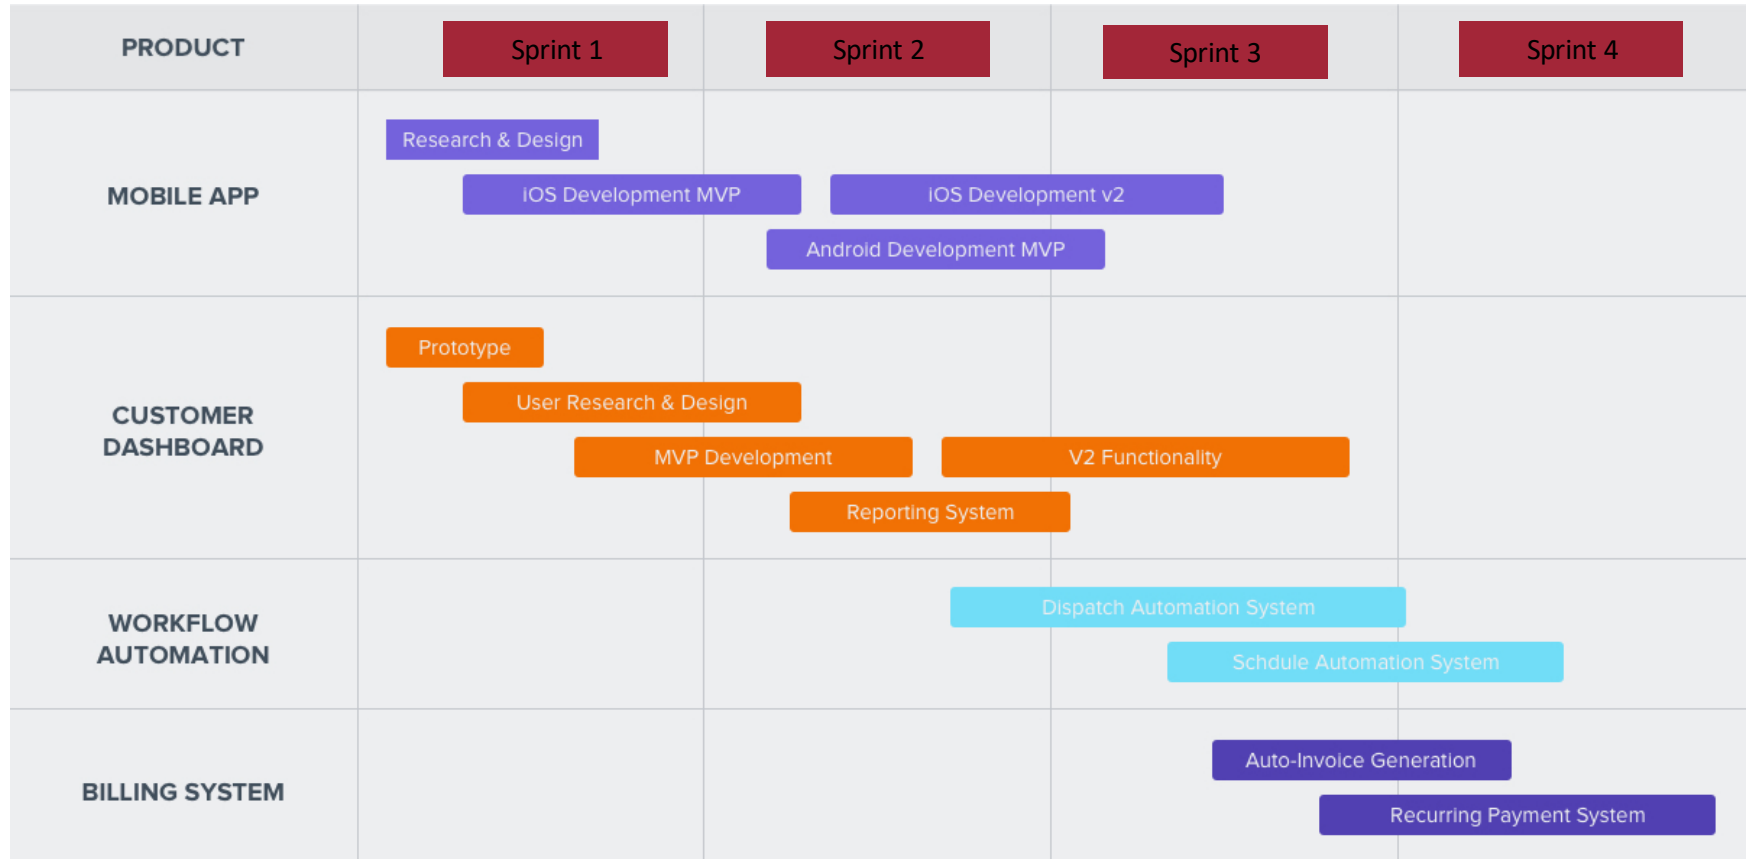 PRODUCT
Sprint 1
Sprint 2
Sprint 3
Sprint 4
MOBILE APP
Research & Design
iOS Development MVP
iOS Development v2
Android Development MVP
CUSTOMER
DASHBOARD
Prototype
User Research & Design
MVP Development
V2 Functionality
Reporting System
WORKFLOW
AUTOMATION
Dispatch Automation System
Schdule Automation System
BILLING SYSTEM
Auto-Invoice Generation
Recurring Payment System